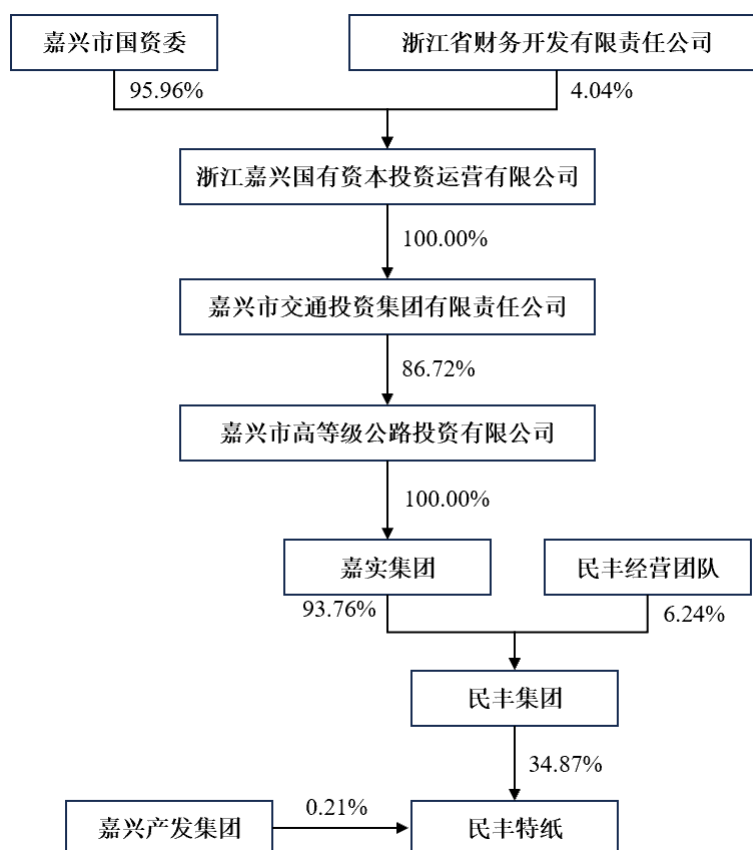 嘉兴市国资委
浙江省财务开发有限责任公司
95.96%
4.04%
浙江嘉兴国有资本投资运营有限公司
100.00%
嘉兴市交通投资集团有限责任公司
86.72%
嘉兴市高等级公路投资有限公司
100.00%
嘉实集团
民丰经营团队
93.76%
6.24%
民丰集团
34.87%
嘉兴产发集团
0.21%
民丰特纸